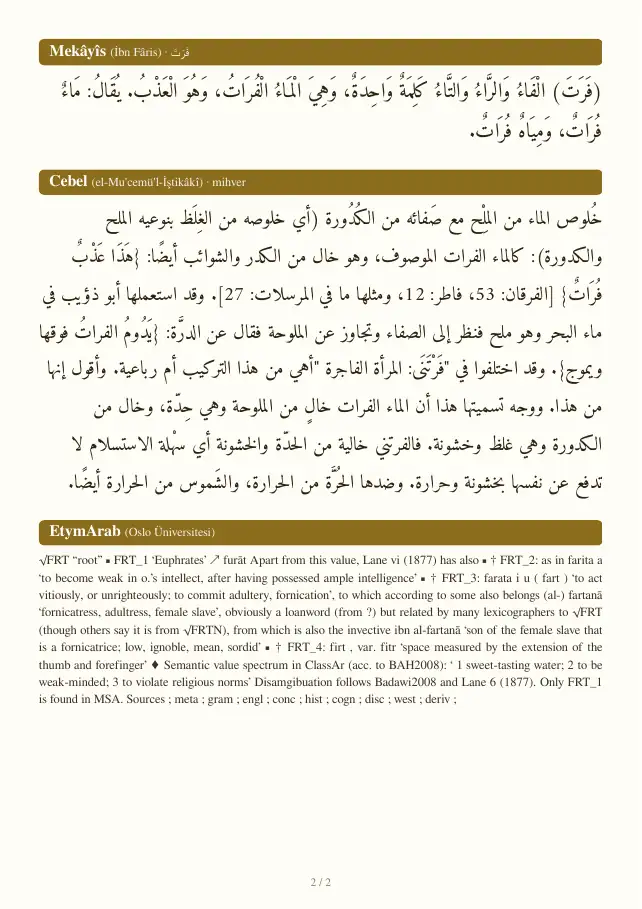 Mekâyîs (İbn Fâris) · فَرَتَ
(فَرَتَ) الْفَاءُ وَالرَّاءُ وَالتَّاءُ كَلِمَةٌ وَاحِدَةٌ، وَهِيَ الْمَاءُ الْفُرَاتُ، وَهُوَ الْعَذْبُ. يُقَالُ: مَاءٌ
فُرَاتٌ، وَمِيَاهٌ فُرَاتٌ.
Cebel (el-Mu'cemü'l-İştikâkî) · mihver
خُلوص الماء من المِلْح مع صَفائه من الكُدُورة (أي خلوصه من الغِلَظ بنوعيه الملح
والكدورة): كالماء الفرات الموصوف، وهو خال من الكدر والشوائب أيضًا: {هَذَا عَذْبٌ
فُرَاتٌ} [الفرقان: 53، فاطر: 12، ومثلها ما في المرسلات: 27]. وقد استعملها أبو ذؤيب في
ماء البحر وهو ملح فنظر إلى الصفاء وتجاوز عن الملوحة فقال عن الدرَّة: {يَدُومُ الفراتُ فوقها
ويموج}. وقد اختلفوا في "فَرْتَنَى: المرأة الفاجرة "أهي من هذا التركيب أم رباعية. وأقول إنها
من هذا. ووجه تسميتها هذا أن الماء الفرات خالٍ من الملوحة وهي حِدّة، وخال من
الكدورة وهي غلظ وخشونة. فالفرتني خالية من الحدّة والخشونة أي سهْلة الاستسلام لا
تدفع عن نفسها بخشونة وحرارة. وضدها الحُرَّة من الحرارة، والشَموس من الحرارة أيضًا.
EtymArab (Oslo Üniversitesi)
√FRT “root” ▪ FRT_1 ‘Euphrates’ ↗ furāt Apart from this value, Lane vi (1877) has also ▪ † FRT_2: as in farita a
‘to become weak in o.’s intellect, after having possessed ample intelligence’ ▪ † FRT_3: farata i u ( fart ) ‘to act
vitiously, or unrighteously; to commit adultery, fornication’, to which according to some also belongs (al-) fartanā
‘fornicatress, adultress, female slave’, obviously a loanword (from ?) but related by many lexicographers to √FRT
(though others say it is from √FRTN), from which is also the invective ibn al-fartanā ‘son of the female slave that
is a fornicatrice; low, ignoble, mean, sordid’ ▪ † FRT_4: firt , var. fitr ‘space measured by the extension of the
thumb and forefinger’ ♦ Semantic value spectrum in ClassAr (acc. to BAH2008): ‘ 1 sweet-tasting water; 2 to be
weak-minded; 3 to violate religious norms’ Disamgibuation follows Badawi2008 and Lane 6 (1877). Only FRT_1
is found in MSA. Sources ; meta : gram ; engl ; conc ; hist ; cogn ; disc ; west ; deriv ;
2 / 2